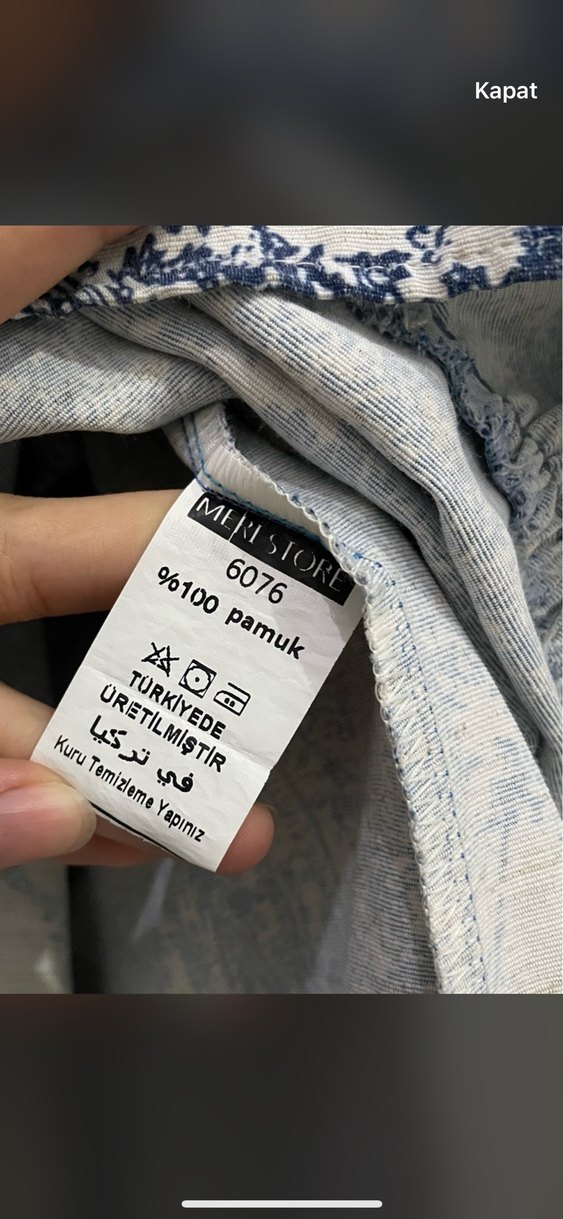 Kapat
MERI STORE
6076
%100 pamuk
TÜRKİYEDE
ÜRETİLMİŞTİR
في تركيا
Kuru Temizleme Yapınız